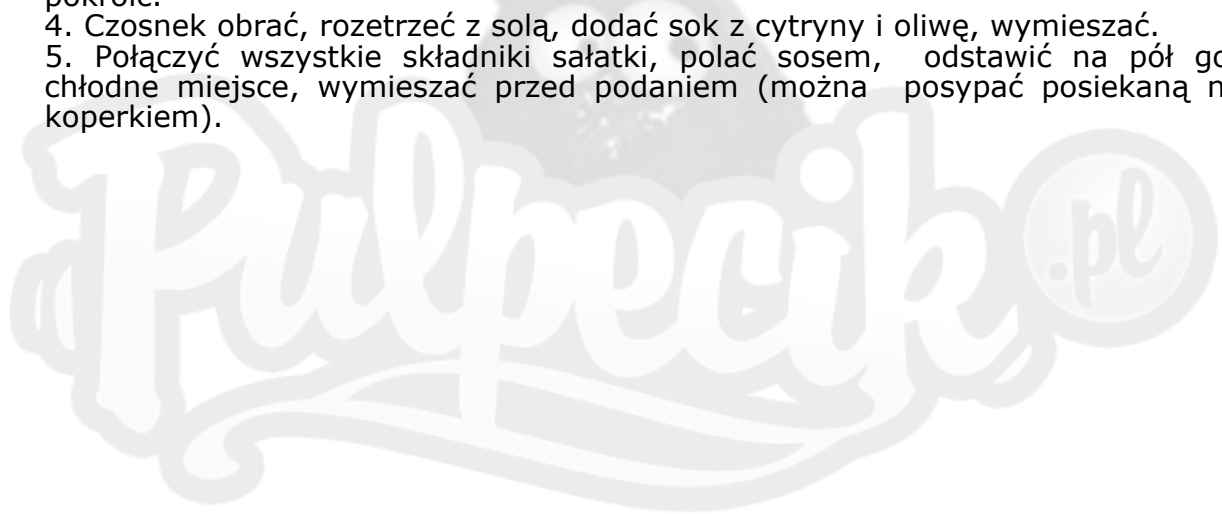 4. Czosnek obrać, rozetrzeć z solą, dodać sok z cytryny i oliwę, wymieszać.
5. Połączyć wszystkie składniki sałatki, polać sosem, odstawić na pół
chłodne miejsce, wymieszać przed podaniem (można posypać posiekaną
koperkiem).
Pulpecik
.pl